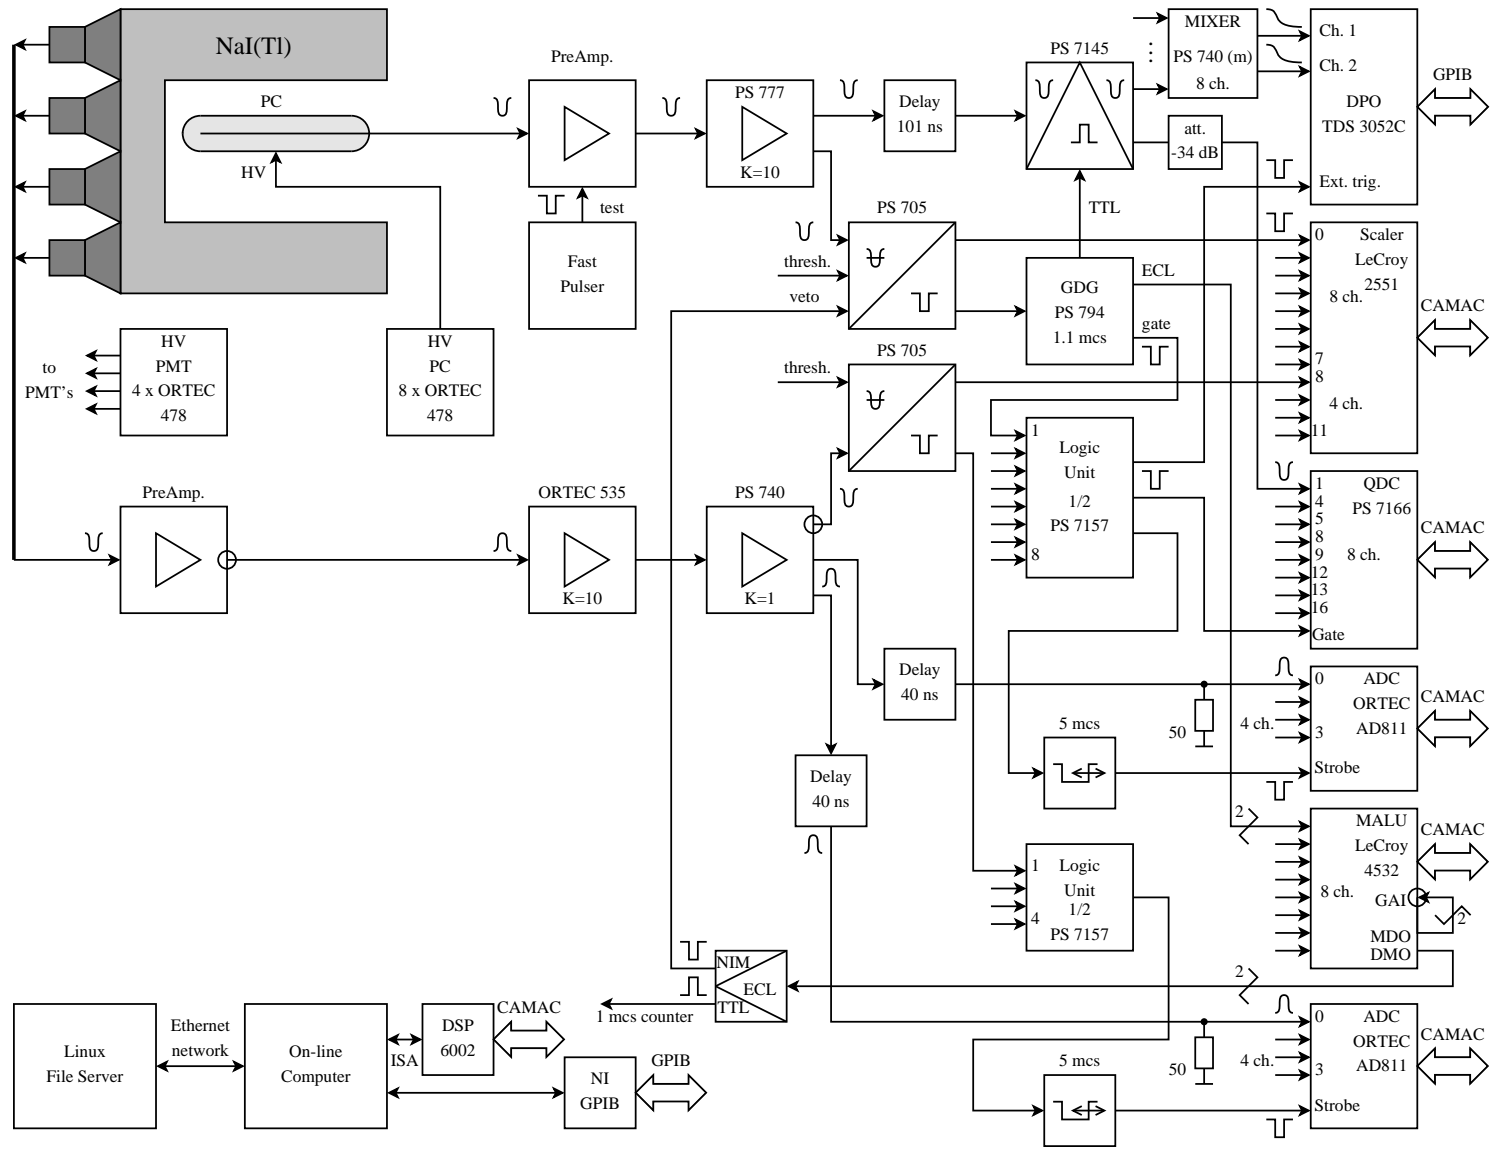 NaI(Tl)
PC
HV
PreAmp.
test
Fast
Pulser
PS 777
K=10
Delay
101 ns
PS 7145
MIXER
PS 740 (m)
8 ch.
Ch. 1
Ch. 2
DPO
TDS 3052C
Ext. trig.
GPIB
att.
-34 dB
TTL
PS 705
thresh.
veto
GDG
PS 794
1.1 mcs
ECL
gate
0
Scaler
LeCroy
2551
8 ch.
7
8
4 ch.
11
CAMAC
to
PMT's
HV
PMT
4 x ORTEC
478
HV
PC
8 x ORTEC
478
PS 705
thresh.
1
Logic
Unit
1/2
PS 7157
8
1
QDC
4
PS 7166
5
8
8 ch.
9
12
13
16
Gate
CAMAC
PreAmp.
ORTEC 535
K=10
PS 740
K=1
Delay
40 ns
0
ADC
ORTEC
AD811
4 ch.
3
50
Strobe
CAMAC
5 mcs
Delay
40 ns
2
MALU
LeCroy
4532
8 ch.
GAI
2
MDO
DMO
CAMAC
1
Logic
Unit
1/2
4
PS 7157
NIM
ECL
TTL
2
1 mcs counter
0
ADC
ORTEC
AD811
4 ch.
3
50
Strobe
CAMAC
5 mcs
Linux
File Server
Ethernet
network
On-line
Computer
ISA
DSP
6002
CAMAC
NI
GPIB
GPIB